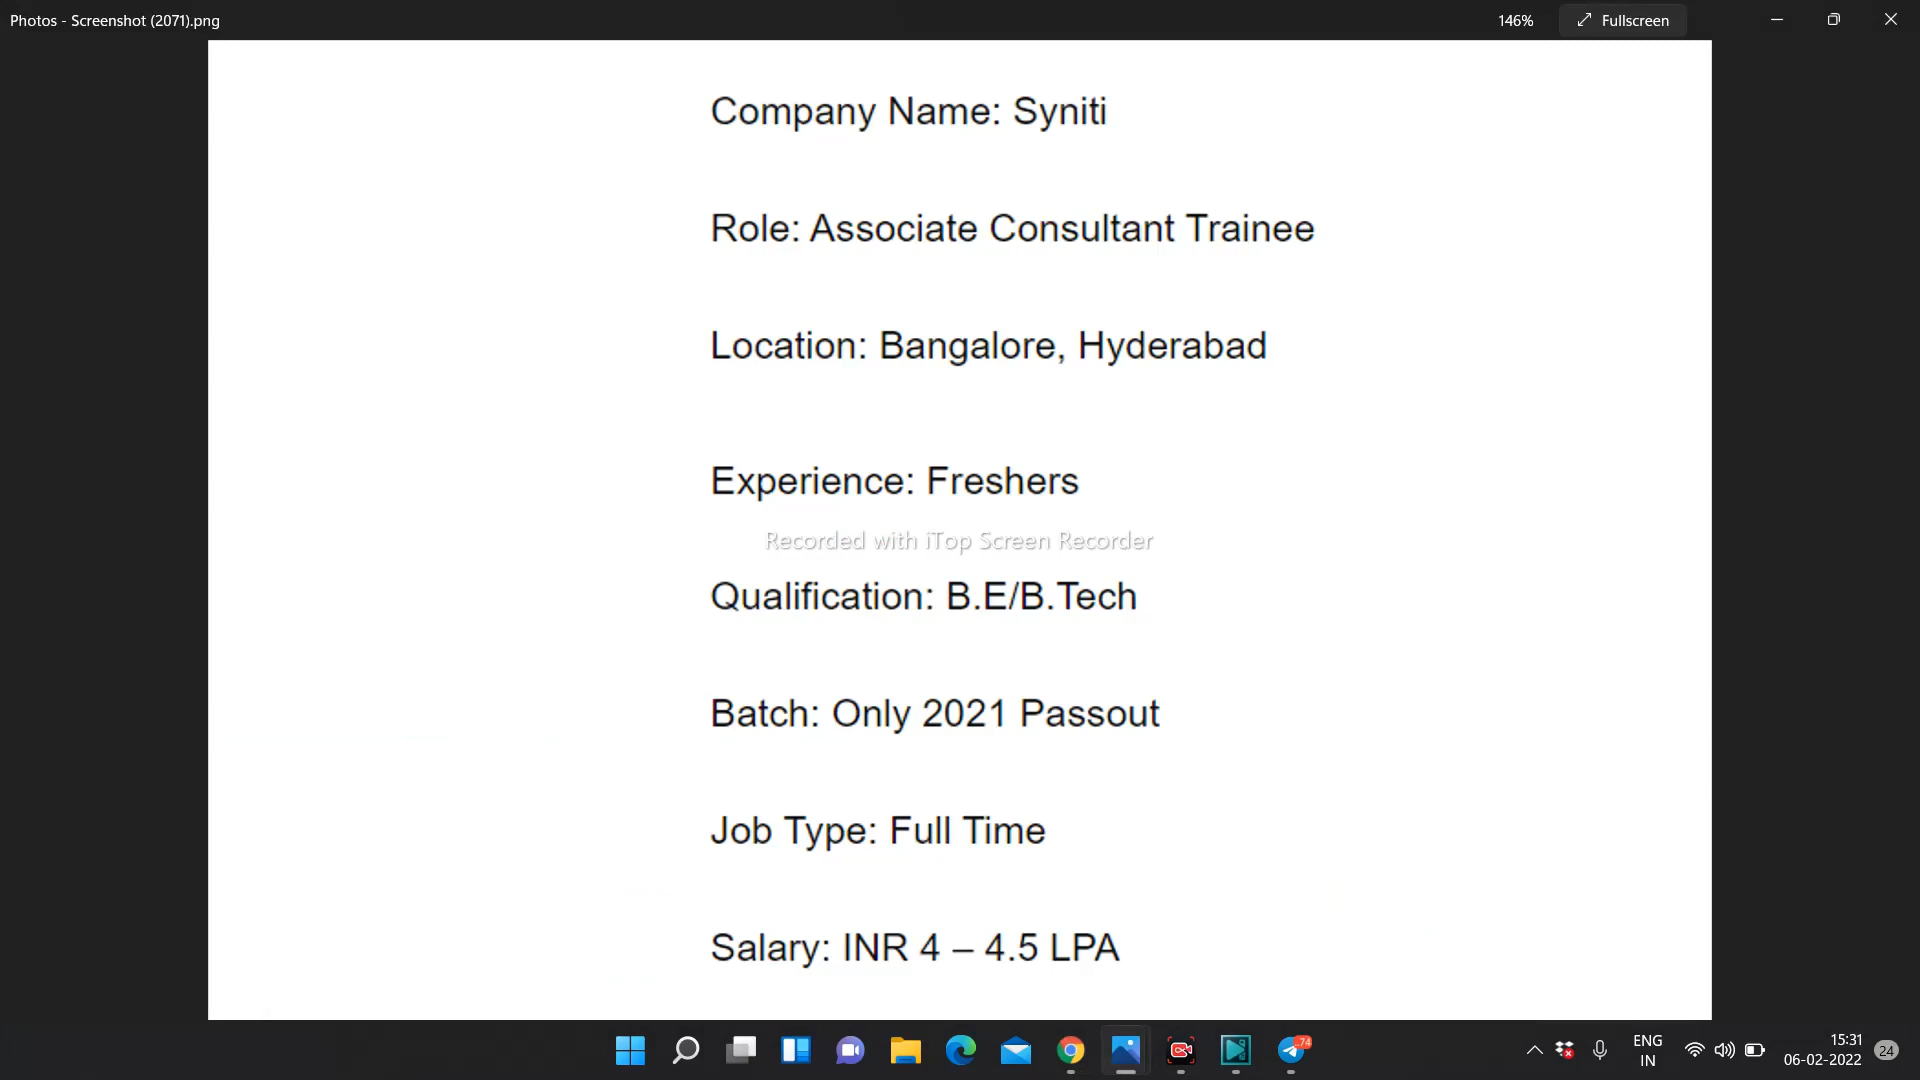 Photos - Screenshot (2071).png
146%
Fullscreen
Company Name: Syniti
Role: Associate Consultant Trainee
Location: Bangalore, Hyderabad
Experience: Freshers
Recorded with iTop Screen Recorder
Qualification: B.E/B.Tech
Batch: Only 2021 Passout
Job Type: Full Time
Salary: INR 4 – 4.5 LPA
74
ENG
IN
15:31
06-02-2022
24